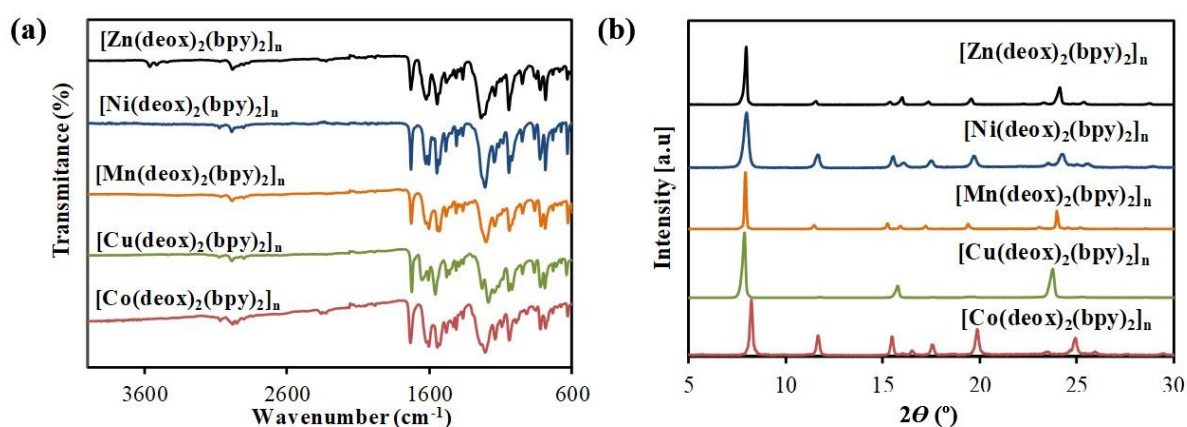 (a)
[Zn(deox)₂(bpy)₂]ₙ
[Ni(deox)₂(bpy)₂]ₙ
[Mn(deox)₂(bpy)₂]ₙ
[Cu(deox)₂(bpy)₂]ₙ
[Co(deox)₂(bpy)₂]ₙ
Transmitance (%)
3600 2600 1600 600
Wavenumber (cm⁻¹)
(b)
[Zn(deox)₂(bpy)₂]ₙ
[Ni(deox)₂(bpy)₂]ₙ
[Mn(deox)₂(bpy)₂]ₙ
[Cu(deox)₂(bpy)₂]ₙ
[Co(deox)₂(bpy)₂]ₙ
Intensity [a.u]
5 10 15 20 25 30
2Θ (º)